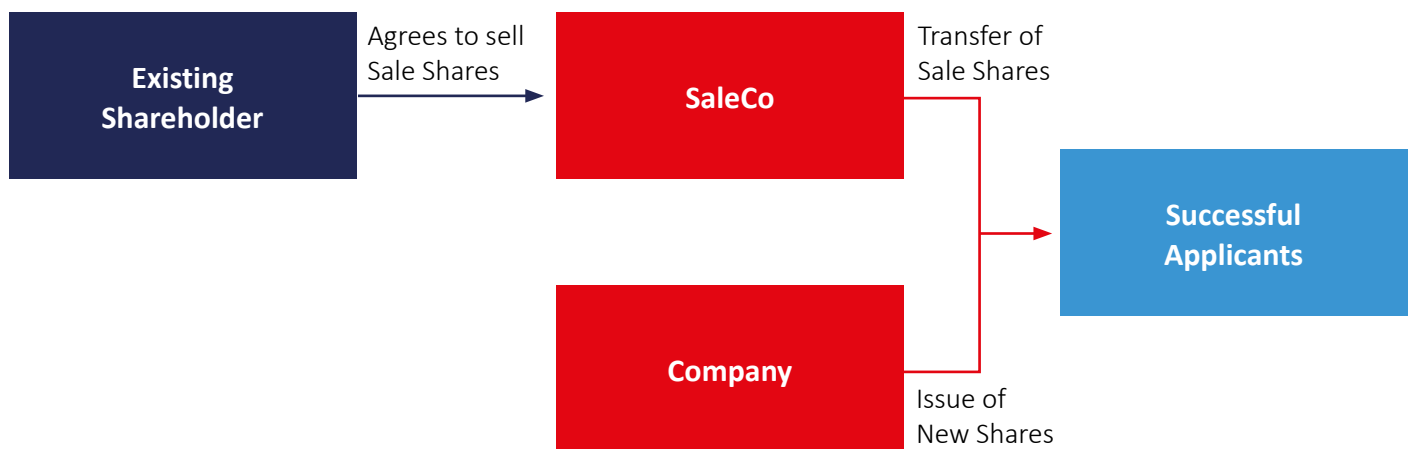 Existing
Shareholder
Agrees to sell
Sale Shares
SaleCo
Transfer of
Sale Shares
Successful
Applicants
Company
Issue of
New Shares